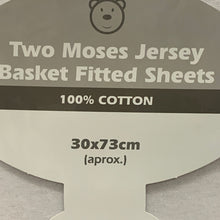 Two Moses Jersey
Basket Fitted Sheets
100% COTTON
30x73cm
(aprox.)